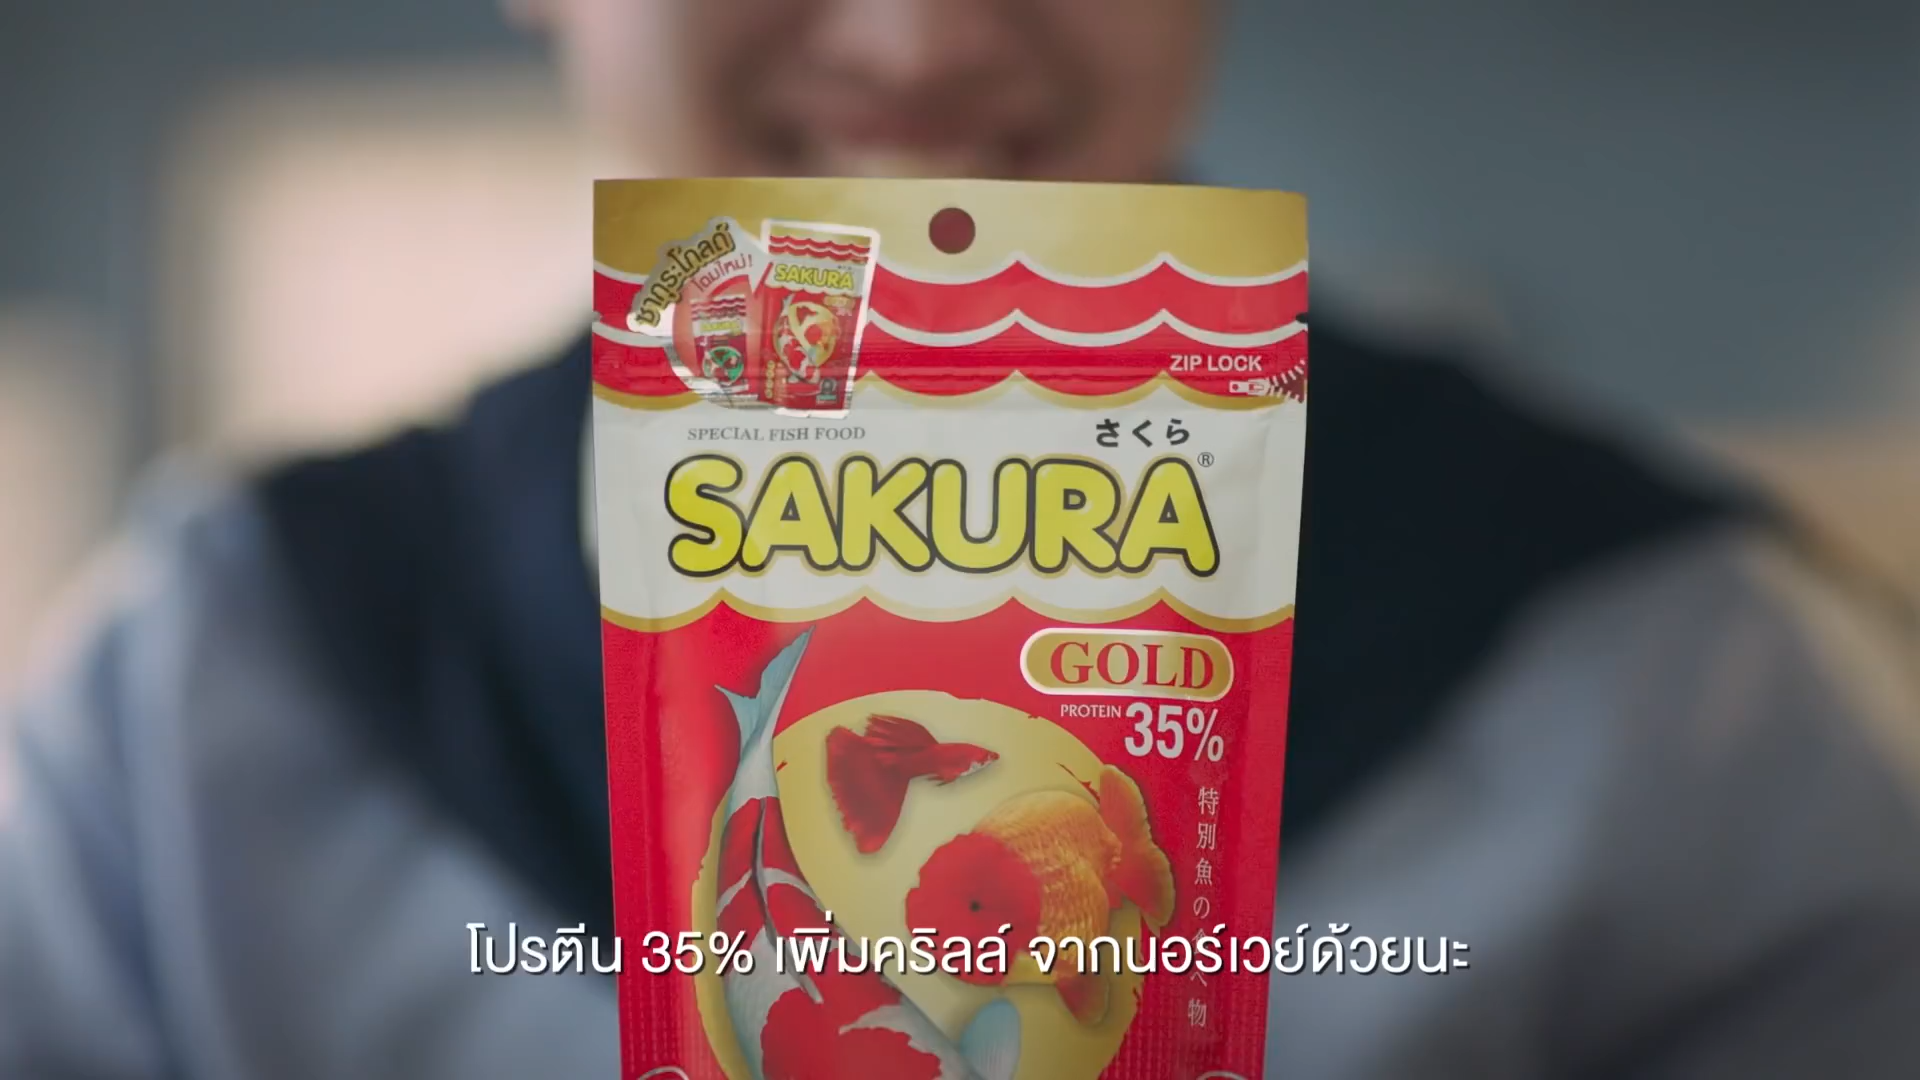 ซากุระโกลด์
โฉมใหม่!
SAKURA
SAKURA
ZIP LOCK
SPECIAL FISH FOOD
さくら
SAKURA®
GOLD
PROTEIN 35%
特別魚の食べ物
โปรตีน 35% เพิ่มคริลล์ จากนอร์เวย์ด้วยนะ